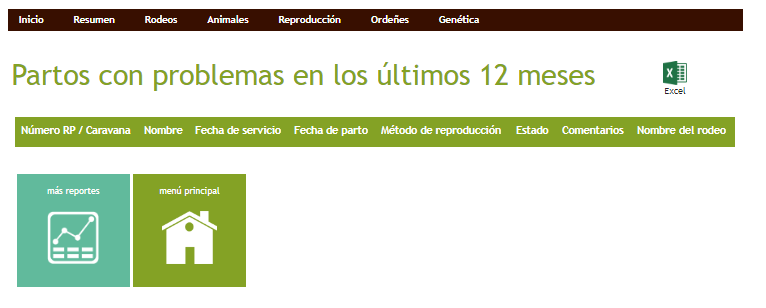 Inicio Resumen Rodeos Animales Reproducción Ordeñes Genética
Partos con problemas en los últimos 12 meses
Excel
Número RP / Caravana Nombre Fecha de servicio Fecha de parto Método de reproducción Estado Comentarios Nombre del rodeo
más reportes menú principal